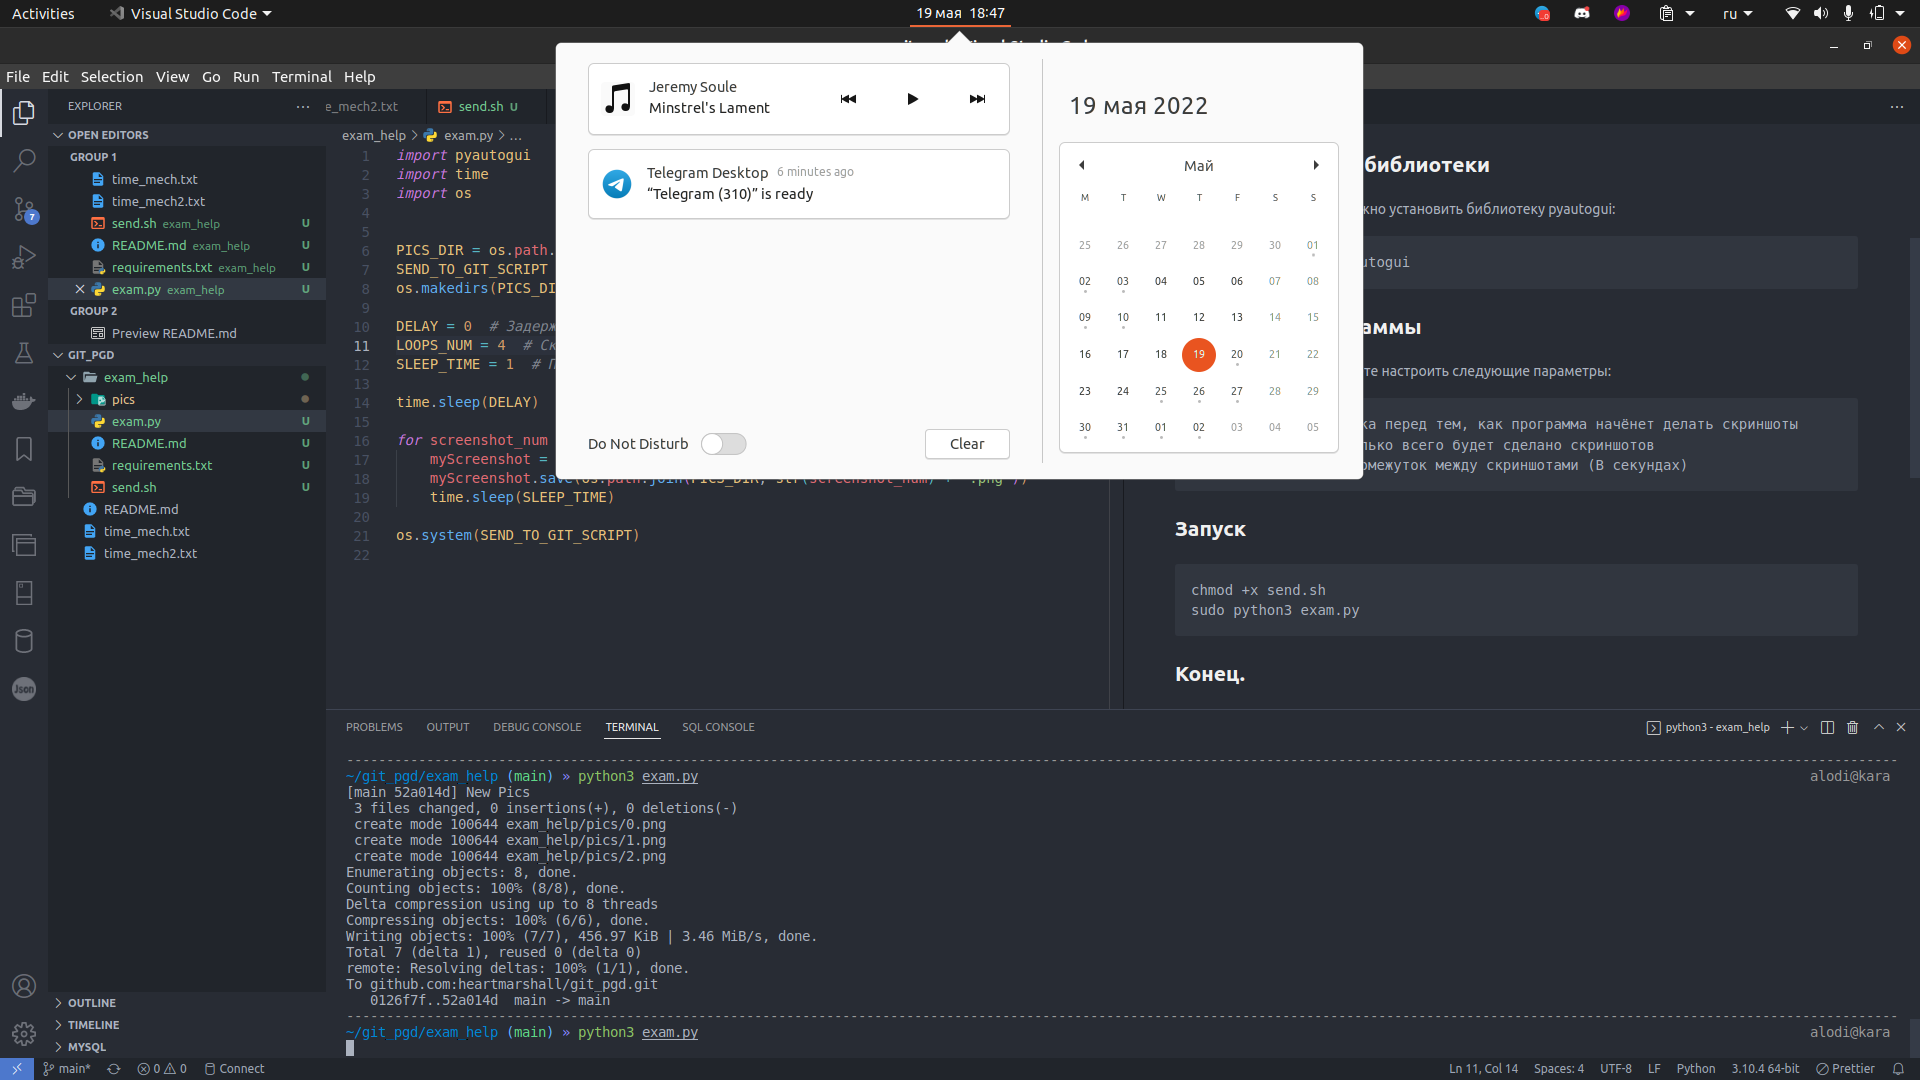 Activities
Visual Studio Code
19 мая 18:47
ru
File Edit Selection View Go Run Terminal Help
EXPLORER
OPEN EDITORS
GROUP 1
time_mech.txt
time_mech2.txt
send.sh exam_help U
README.md exam_help U
requirements.txt exam_help U
exam.py exam_help U
GROUP 2
Preview README.md
GIT_PGD
exam_help
pics
exam.py U
README.md U
requirements.txt U
send.sh U
README.md
time_mech.txt
time_mech2.txt
OUTLINE
TIMELINE
MYSQL
7
Json
e_mech2.txt
send.sh U
exam_help > exam.py > ...
1 import pyautogui
2 import time
3 import os
4
5
6 PICS_DIR = os.path.
7 SEND_TO_GIT_SCRIPT
8 os.makedirs(PICS_DI
9
10 DELAY = 0 # Задерж
11 LOOPS_NUM = 4 # Ск
12 SLEEP_TIME = 1 # П
13
14 time.sleep(DELAY)
15
16 for screenshot_num
17 myScreenshot =
18 myScreenshot.save(os.path.join(PICS_DIR, str(screenshot_num) + ".png"))
19 time.sleep(SLEEP_TIME)
20
21 os.system(SEND_TO_GIT_SCRIPT)
22
Jeremy Soule
Minstrel's Lament
Telegram Desktop 6 minutes ago
“Telegram (310)” is ready
Do Not Disturb
Clear
19 мая 2022
Май
M T W T F S S
25 26 27 28 29 30 01
02 03 04 05 06 07 08
09 10 11 12 13 14 15
16 17 18 19 20 21 22
23 24 25 26 27 28 29
30 31 01 02 03 04 05
библиотеки
жно установить библиотеку pyautogui:
utogui
аммы
те настроить следующие параметры:
ка перед тем, как программа начнёт делать скриншоты
лько всего будет сделано скриншотов
омежуток между скриншотами (В секундах)
Запуск
chmod +x send.sh
sudo python3 exam.py
Конец.
PROBLEMS OUTPUT DEBUG CONSOLE TERMINAL SQL CONSOLE
python3 - exam_help
~/git_pgd/exam_help (main) » python3 exam.py alodi@kara
[main 52a014d] New Pics
3 files changed, 0 insertions(+), 0 deletions(-)
create mode 100644 exam_help/pics/0.png
create mode 100644 exam_help/pics/1.png
create mode 100644 exam_help/pics/2.png
Enumerating objects: 8, done.
Counting objects: 100% (8/8), done.
Delta compression using up to 8 threads
Compressing objects: 100% (6/6), done.
Writing objects: 100% (7/7), 456.97 KiB | 3.46 MiB/s, done.
Total 7 (delta 1), reused 0 (delta 0)
remote: Resolving deltas: 100% (1/1), done.
To github.com:heartmarshall/git_pgd.git
0126f7f..52a014d main -> main
~/git_pgd/exam_help (main) » python3 exam.py alodi@kara
main* 0 0 Connect
Ln 11, Col 14 Spaces: 4 UTF-8 LF Python 3.10.4 64-bit Prettier